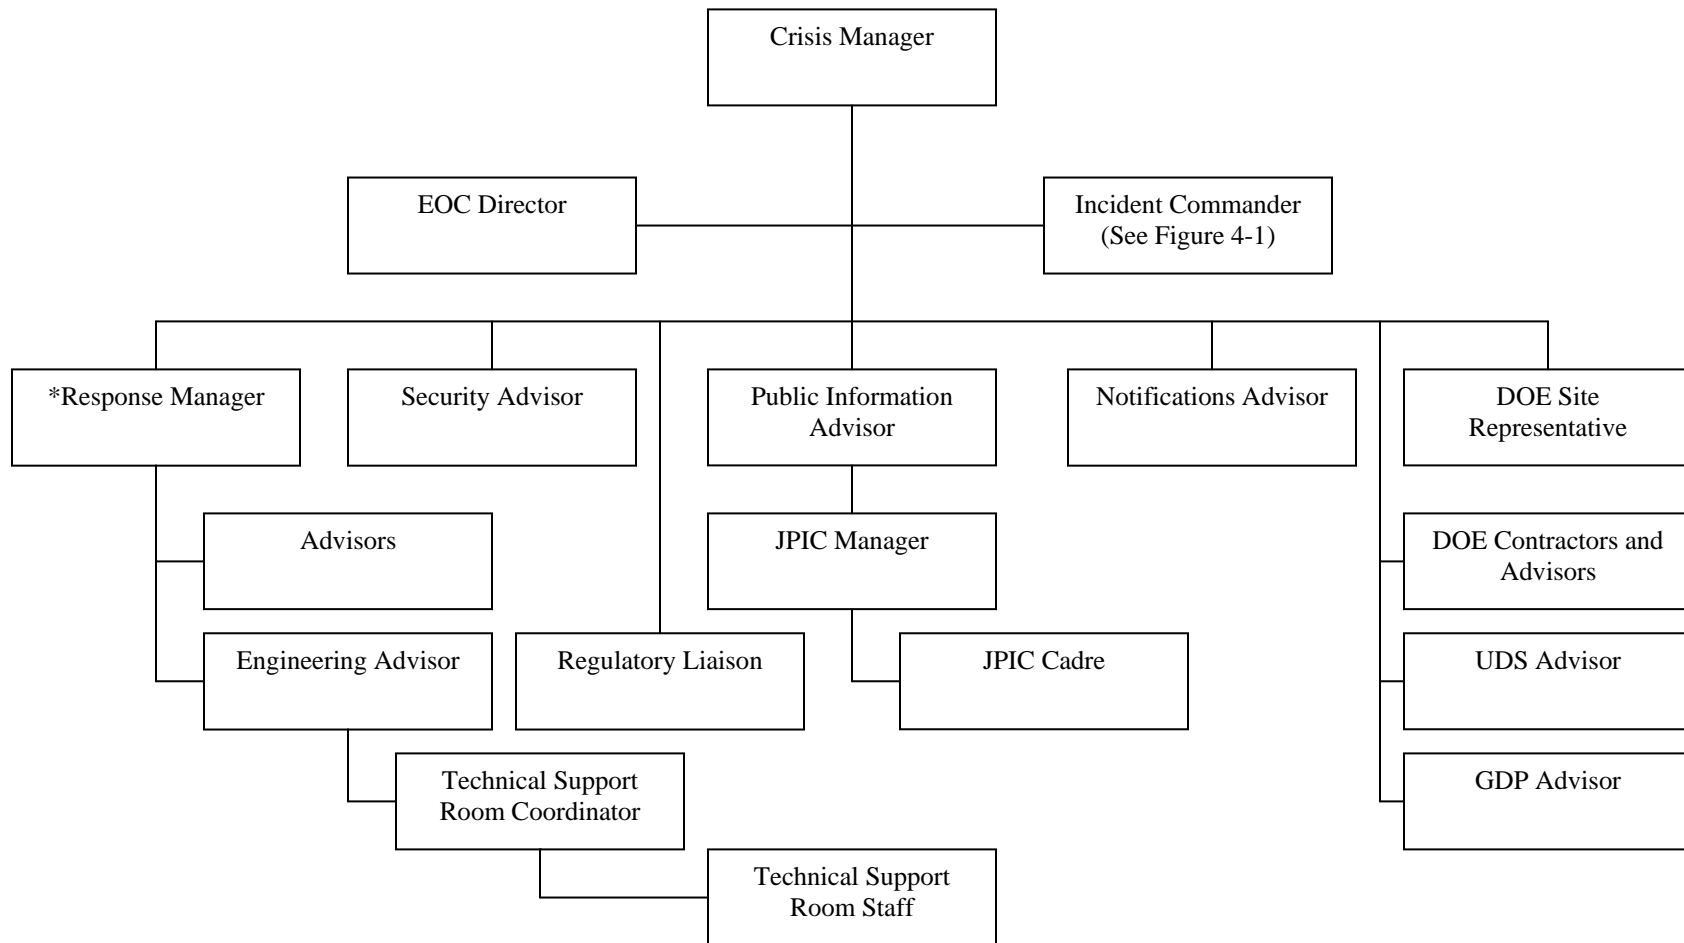 Crisis Manager
EOC Director
Incident Commander
(See Figure 4-1)
*Response Manager
Security Advisor
Public Information
Advisor
Notifications Advisor
DOE Site
Representative
Advisors
JPIC Manager
DOE Contractors and
Advisors
Engineering Advisor
Regulatory Liaison
JPIC Cadre
UDS Advisor
Technical Support
Room Coordinator
GDP Advisor
Technical Support
Room Staff